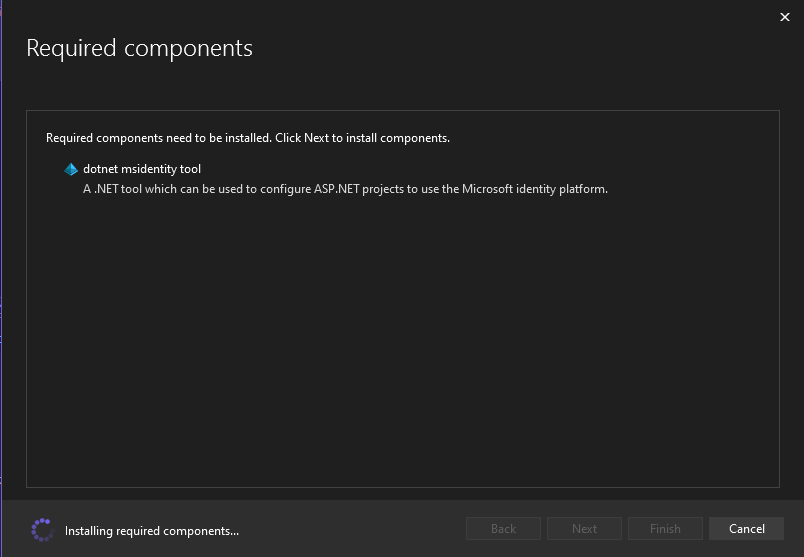 Required components
Required components need to be installed. Click Next to install components.
dotnet msidentity tool
A .NET tool which can be used to configure ASP.NET projects to use the Microsoft identity platform.
Installing required components...
Back
Next
Finish
Cancel